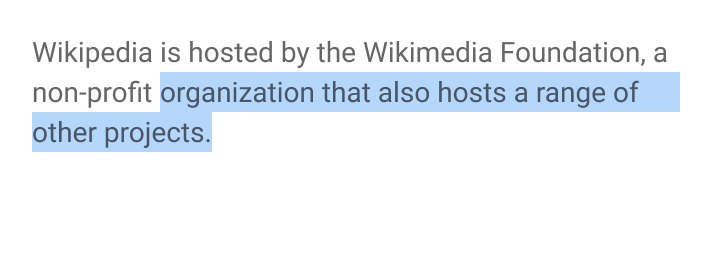 Wikipedia is hosted by the Wikimedia Foundation, a
non-profit organization that also hosts a range of
other projects.